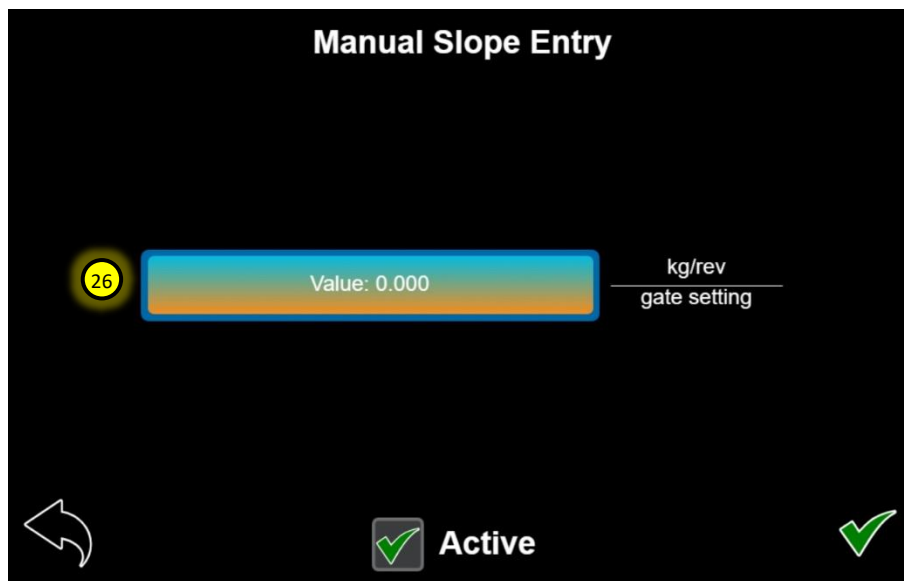 Manual Slope Entry
26
Value: 0.000
kg/rev
gate setting
Active